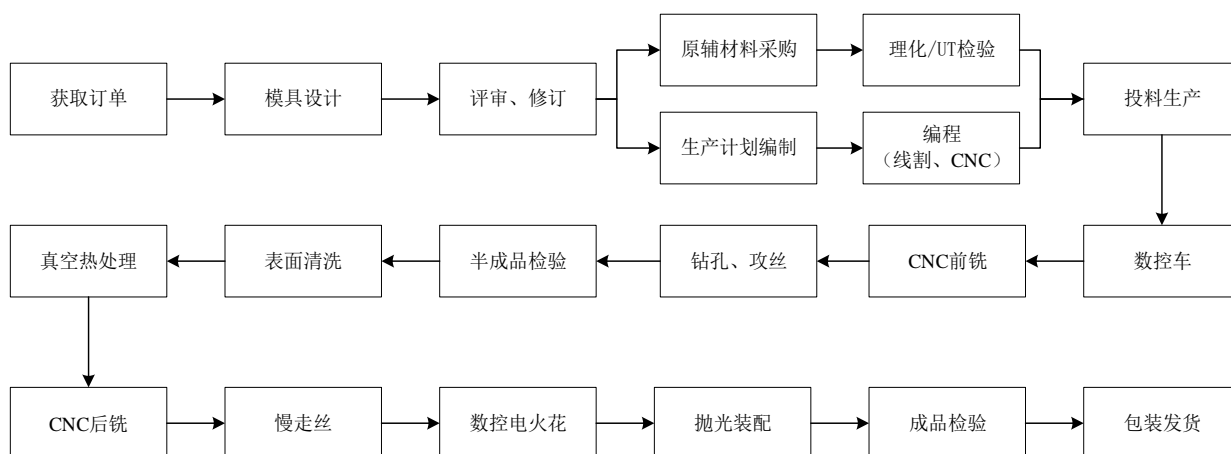 获取订单
模具设计
评审、修订
原辅材料采购
理化/UT检验
生产计划编制
编程
（线割、CNC）
投料生产
数控车
CNC前铣
钻孔、攻丝
半成品检验
表面清洗
真空热处理
CNC后铣
慢走丝
数控电火花
抛光装配
成品检验
包装发货